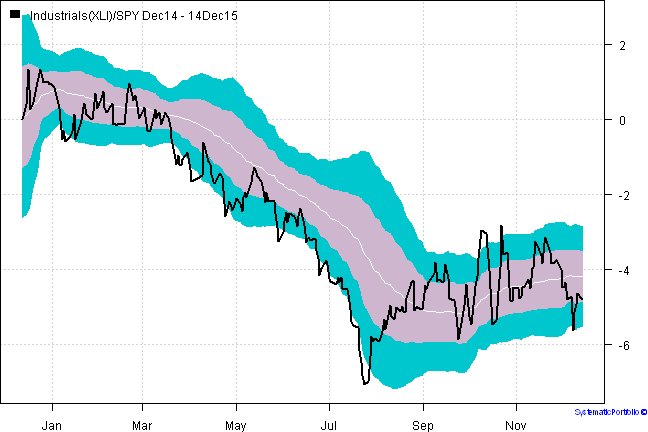 Industrials(XLI)/SPY Dec14 - 14Dec15
2
0
-2
-4
-6
Jan Mar May Jul Sep Nov
SystematicPortfolio ©